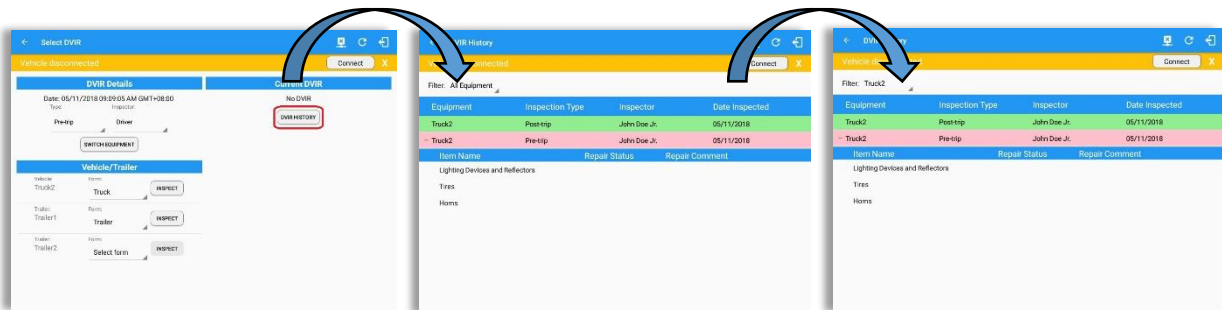 Select DVIR
Vehicle disconnected
Connect X
DVIR Details
Current DVIR
Date: 05/11/2018 09:09:05 AM GMT+08:00
No DVIR
Type: Inspector:
Pre-trip Driver
DVIR HISTORY
SWITCH EQUIPMENT
Vehicle/Trailer
Vehicle: Form:
Truck2 Truck INSPECT
Trailer: Form:
Trailer1 Trailer INSPECT
Trailer: Form:
Trailer2 Select form INSPECT
DVIR History
Connect X
Filter: All Equipment
Equipment Inspection Type Inspector Date Inspected
Truck2 Post-trip John Doe Jr. 05/11/2018
− Truck2 Pre-trip John Doe Jr. 05/11/2018
Item Name Repair Status Repair Comment
Lighting Devices and Reflectors
Tires
Horns
Connect X
Filter: Truck2
Equipment Inspection Type Inspector Date Inspected
Truck2 Post-trip John Doe Jr. 05/11/2018
− Truck2 Pre-trip John Doe Jr. 05/11/2018
Item Name Repair Status Repair Comment
Lighting Devices and Reflectors
Tires
Horns